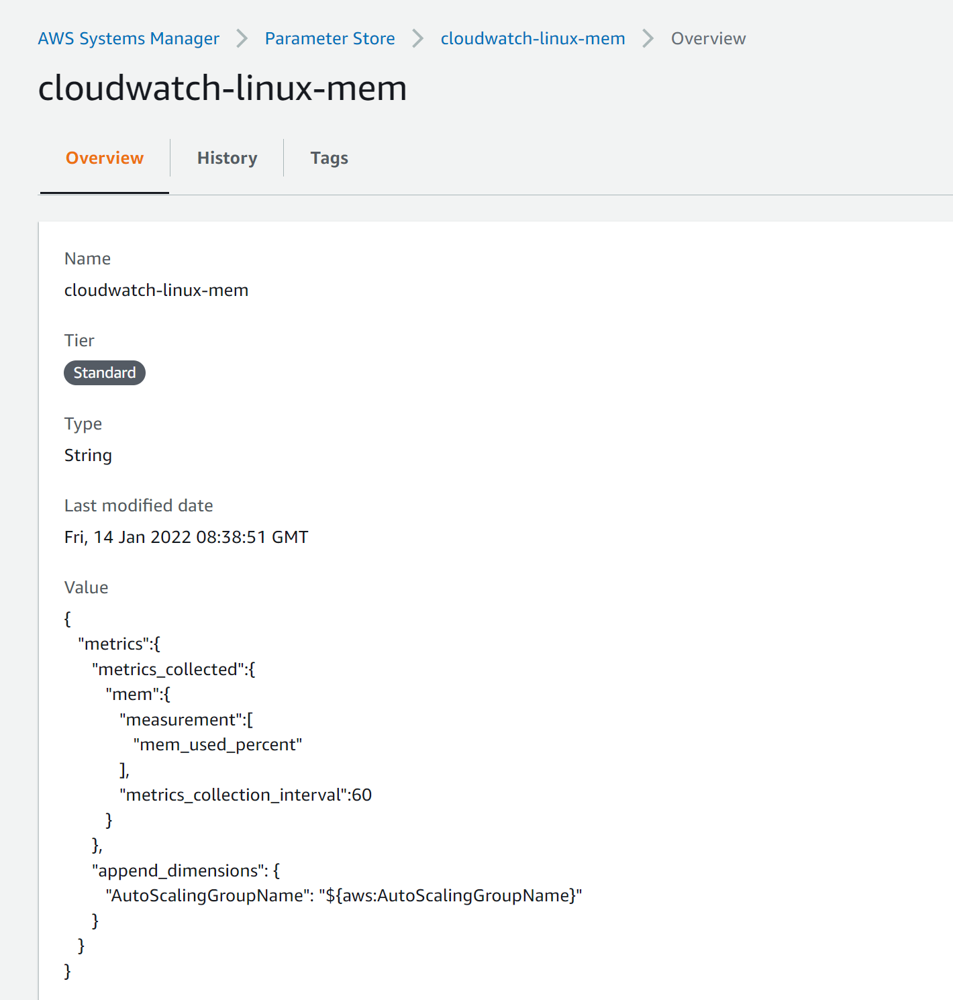 AWS Systems Manager > Parameter Store > cloudwatch-linux-mem > Overview
cloudwatch-linux-mem
Overview History Tags
Name
cloudwatch-linux-mem
Tier
Standard
Type
String
Last modified date
Fri, 14 Jan 2022 08:38:51 GMT
Value
{
  "metrics":{
    "metrics_collected":{
      "mem":{
        "measurement":[
          "mem_used_percent"
        ],
        "metrics_collection_interval":60
      }
    },
    "append_dimensions": {
      "AutoScalingGroupName": "${aws:AutoScalingGroupName}"
    }
  }
}